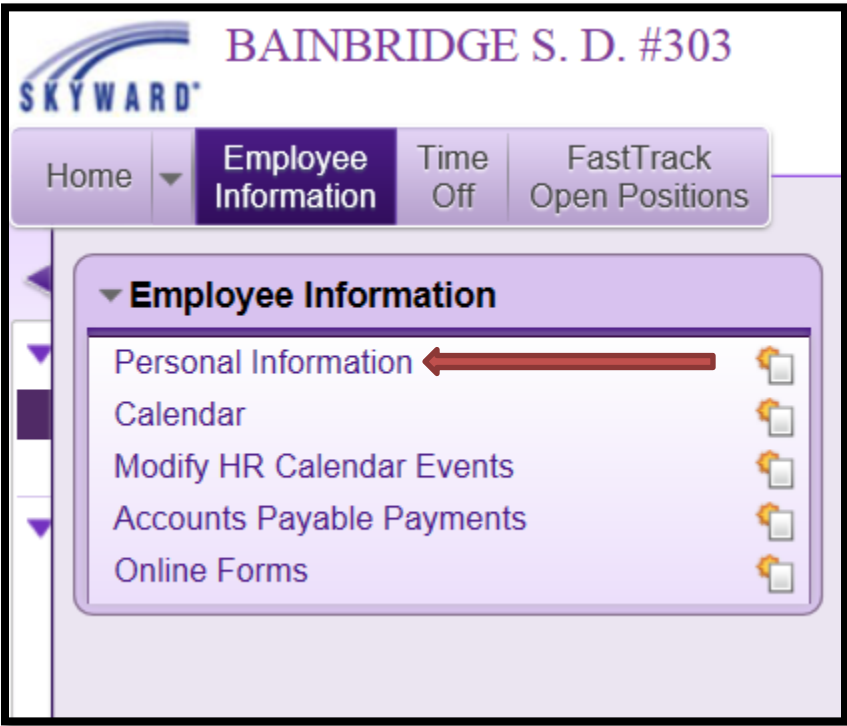 SKYWARD
BAINBRIDGE S. D. #303
Home
Employee
Information
Time
Off
FastTrack
Open Positions
Employee Information
Personal Information
Calendar
Modify HR Calendar Events
Accounts Payable Payments
Online Forms